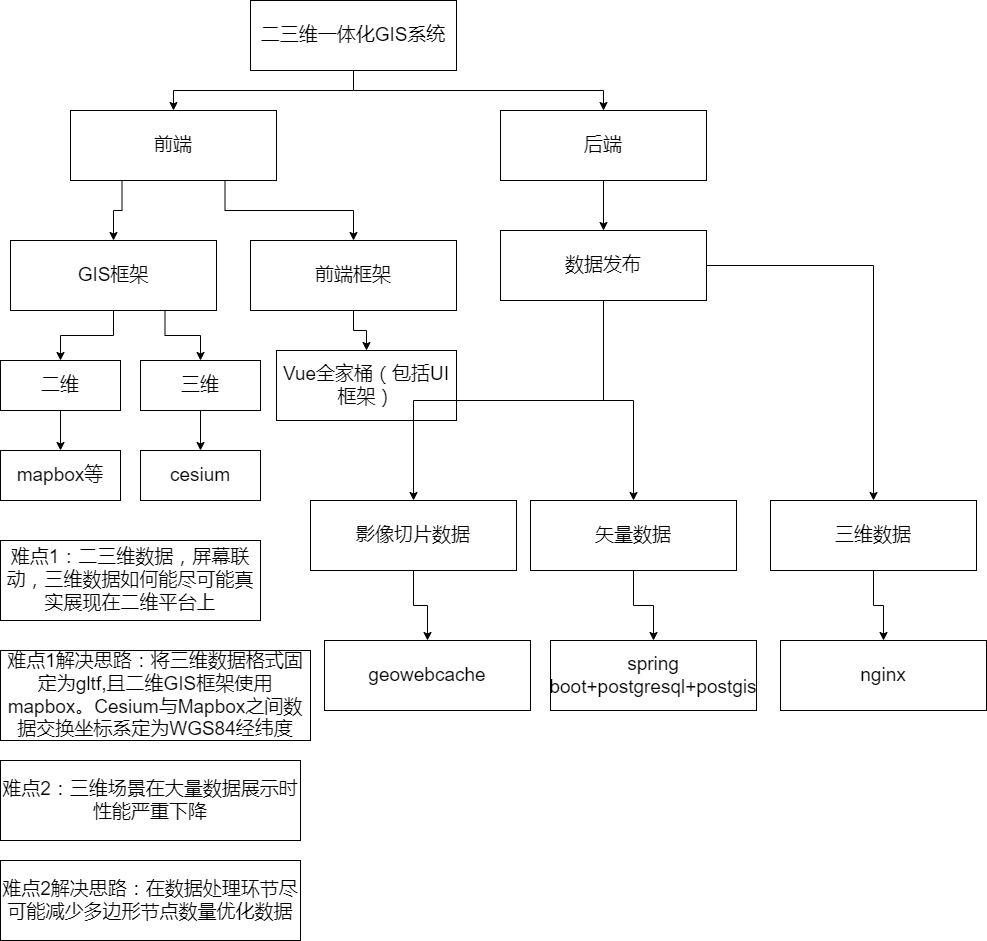 二三维一体化GIS系统
前端
后端
GIS框架
前端框架
数据发布
二维
三维
Vue全家桶（包括UI
框架）
mapbox等
cesium
影像切片数据
矢量数据
三维数据
难点1：二三维数据，屏幕联
动，三维数据如何能尽可能真
实展现在二维平台上
geowebcache
spring
boot+postgresql+postgis
nginx
难点1解决思路：将三维数据格式固
定为gltf,且二维GIS框架使用
mapbox。Cesium与Mapbox之间数
据交换坐标系定为WGS84经纬度
难点2：三维场景在大量数据展示时
性能严重下降
难点2解决思路：在数据处理环节尽
可能减少多边形节点数量优化数据